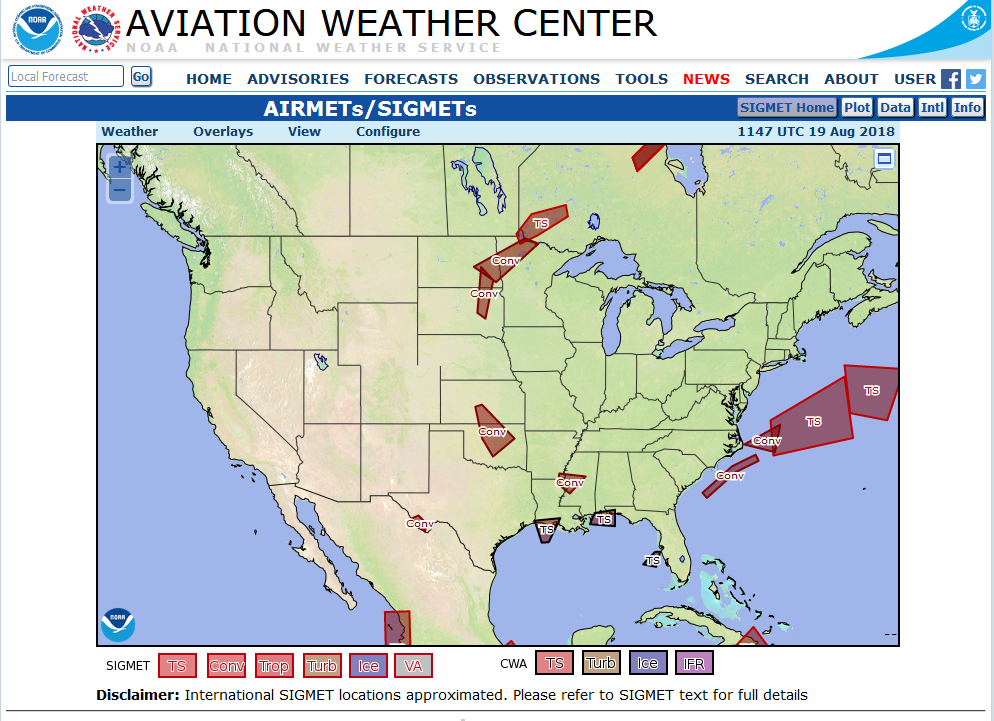 NOAA
AVIATION WEATHER CENTER
NOAA NATIONAL WEATHER SERVICE
Local Forecast Go HOME ADVISORIES FORECASTS OBSERVATIONS TOOLS NEWS SEARCH ABOUT USER
AIRMETs/SIGMETs SIGMET Home Plot Data Intl Info
Weather Overlays View Configure 1147 UTC 19 Aug 2018
+
−
TS
Conv
Conv
TS
TS
Conv
Conv
Conv
Conv
Conv
TS
TS
TS
NOAA
SIGMET TS Conv Trop Turb Ice VA CWA TS Turb Ice IFR
Disclaimer: International SIGMET locations approximated. Please refer to SIGMET text for full details